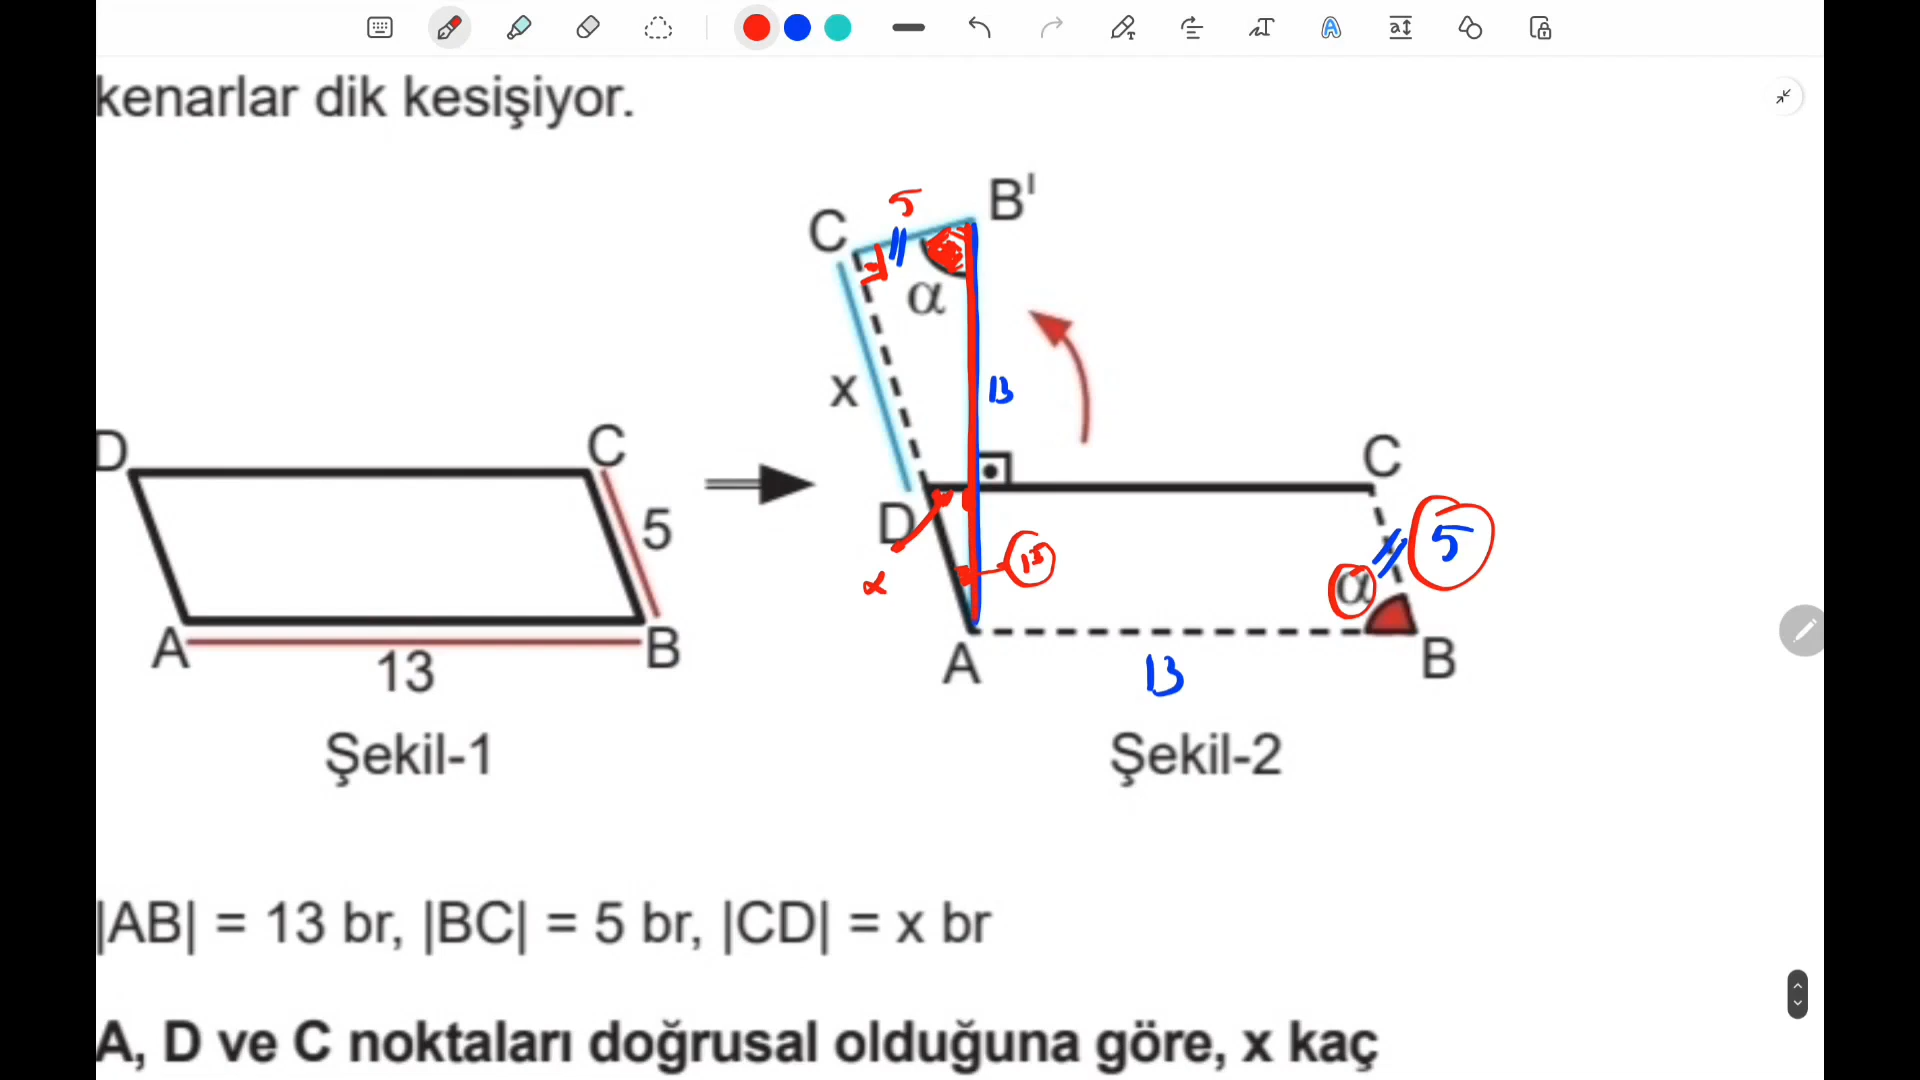 kenarlar dik kesişiyor.
5
B'
C
α
x
13
D
C
5
A
B
13
Şekil-1
C
D
α
15
5
α
A
B
13
Şekil-2
|AB| = 13 br, |BC| = 5 br, |CD| = x br
A, D ve C noktaları doğrusal olduğuna göre, x kaç